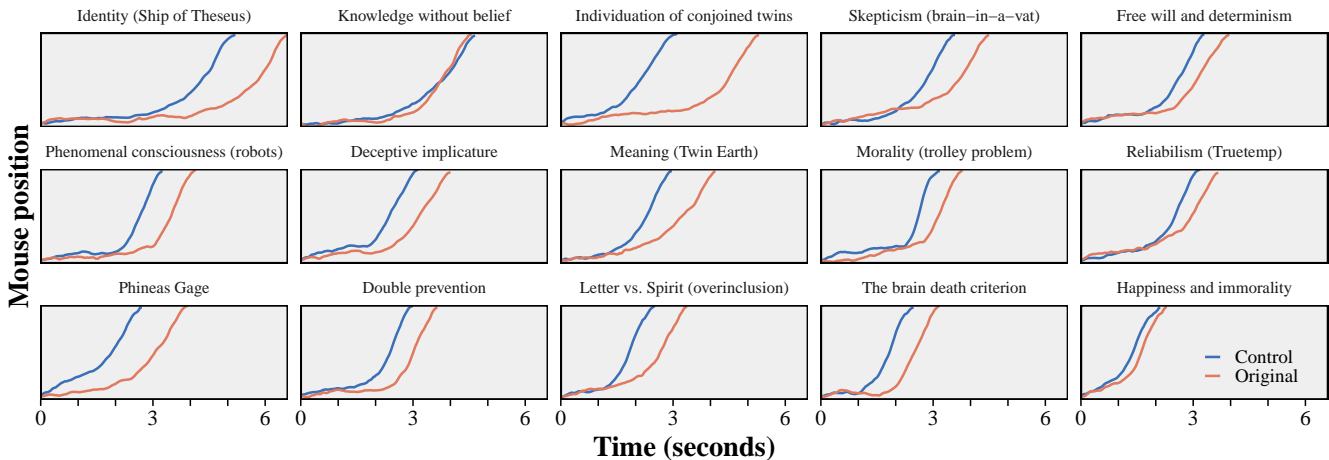 Identity (Ship of Theseus)
Knowledge without belief
Individuation of conjoined twins
Skepticism (brain−in−a−vat)
Free will and determinism
Phenomenal consciousness (robots)
Deceptive implicature
Meaning (Twin Earth)
Morality (trolley problem)
Reliabilism (Truetemp)
Mouse position
Phineas Gage
Double prevention
Letter vs. Spirit (overinclusion)
The brain death criterion
Happiness and immorality
Control
Original
0 3 6
0 3 6
0 3 6
0 3 6
0 3 6
Time (seconds)